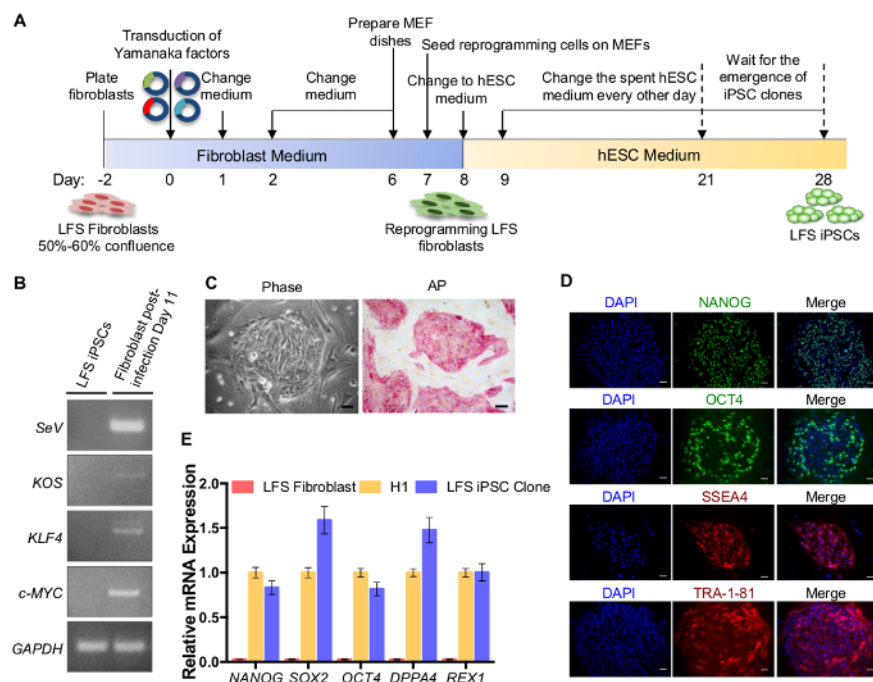 A
Transduction of
Yamanaka factors
Prepare MEF
dishes
Seed reprogramming cells on MEFs
Plate
fibroblasts
Change
medium
Change
medium
Change to hESC
medium
Change the spent hESC
medium every other day
Wait for the
emergence of
iPSC clones
Fibroblast Medium
hESC Medium
Day: -2 0 1 2 6 7 8 9 21 28
LFS Fibroblasts
50%-60% confluence
Reprogramming LFS
fibroblasts
LFS iPSCs
B
LFS iPSCs
Fibroblast post-
infection Day 11
SeV
KOS
KLF4
c-MYC
GAPDH
C
Phase AP
D
DAPI NANOG Merge
DAPI OCT4 Merge
DAPI SSEA4 Merge
DAPI TRA-1-81 Merge
E
LFS Fibroblast H1 LFS iPSC Clone
Relative mRNA Expression
2.0
1.5
1.0
0.5
0.0
NANOG SOX2 OCT4 DPPA4 REX1